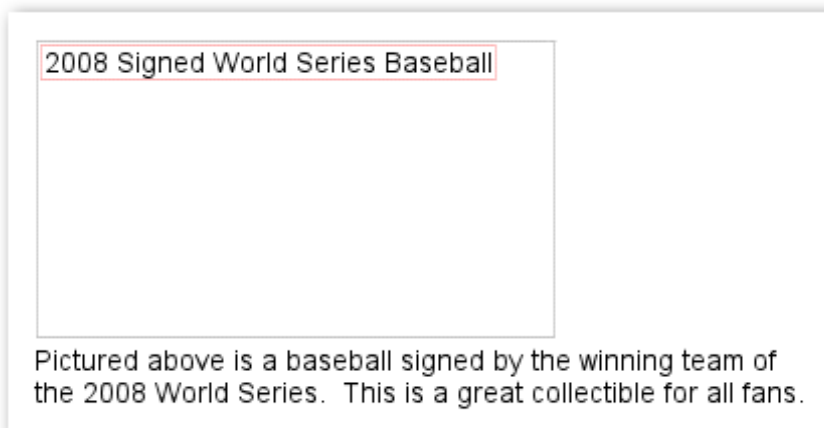 2008 Signed World Series Baseball
Pictured above is a baseball signed by the winning team of
the 2008 World Series.  This is a great collectible for all fans.